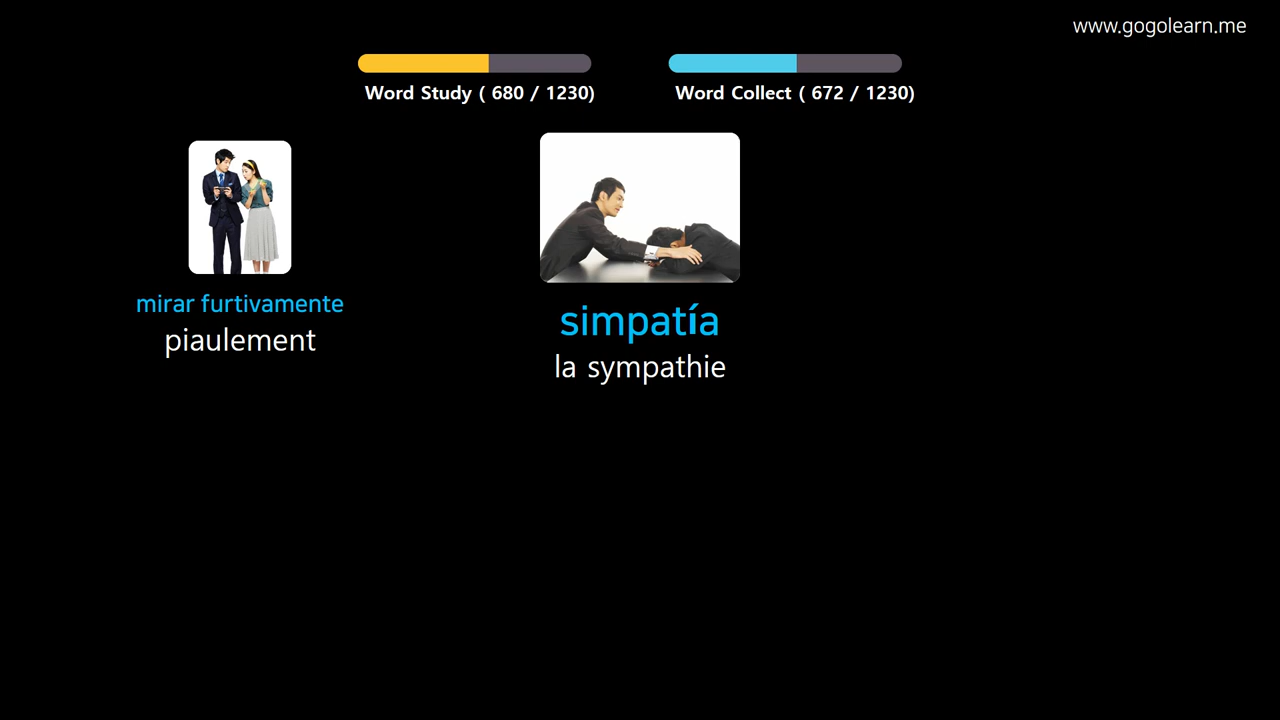 www.gogolearn.me
Word Study ( 680 / 1230)
Word Collect ( 672 / 1230)
mirar furtivamente
piaulement
simpatía
la sympathie